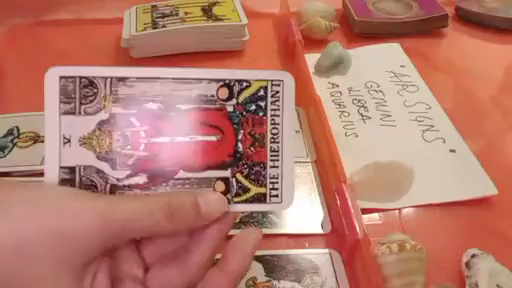 V
THE HIEROPHANT
"AIR SIGNS"
GEMINI
LIBRA
AQUARIUS